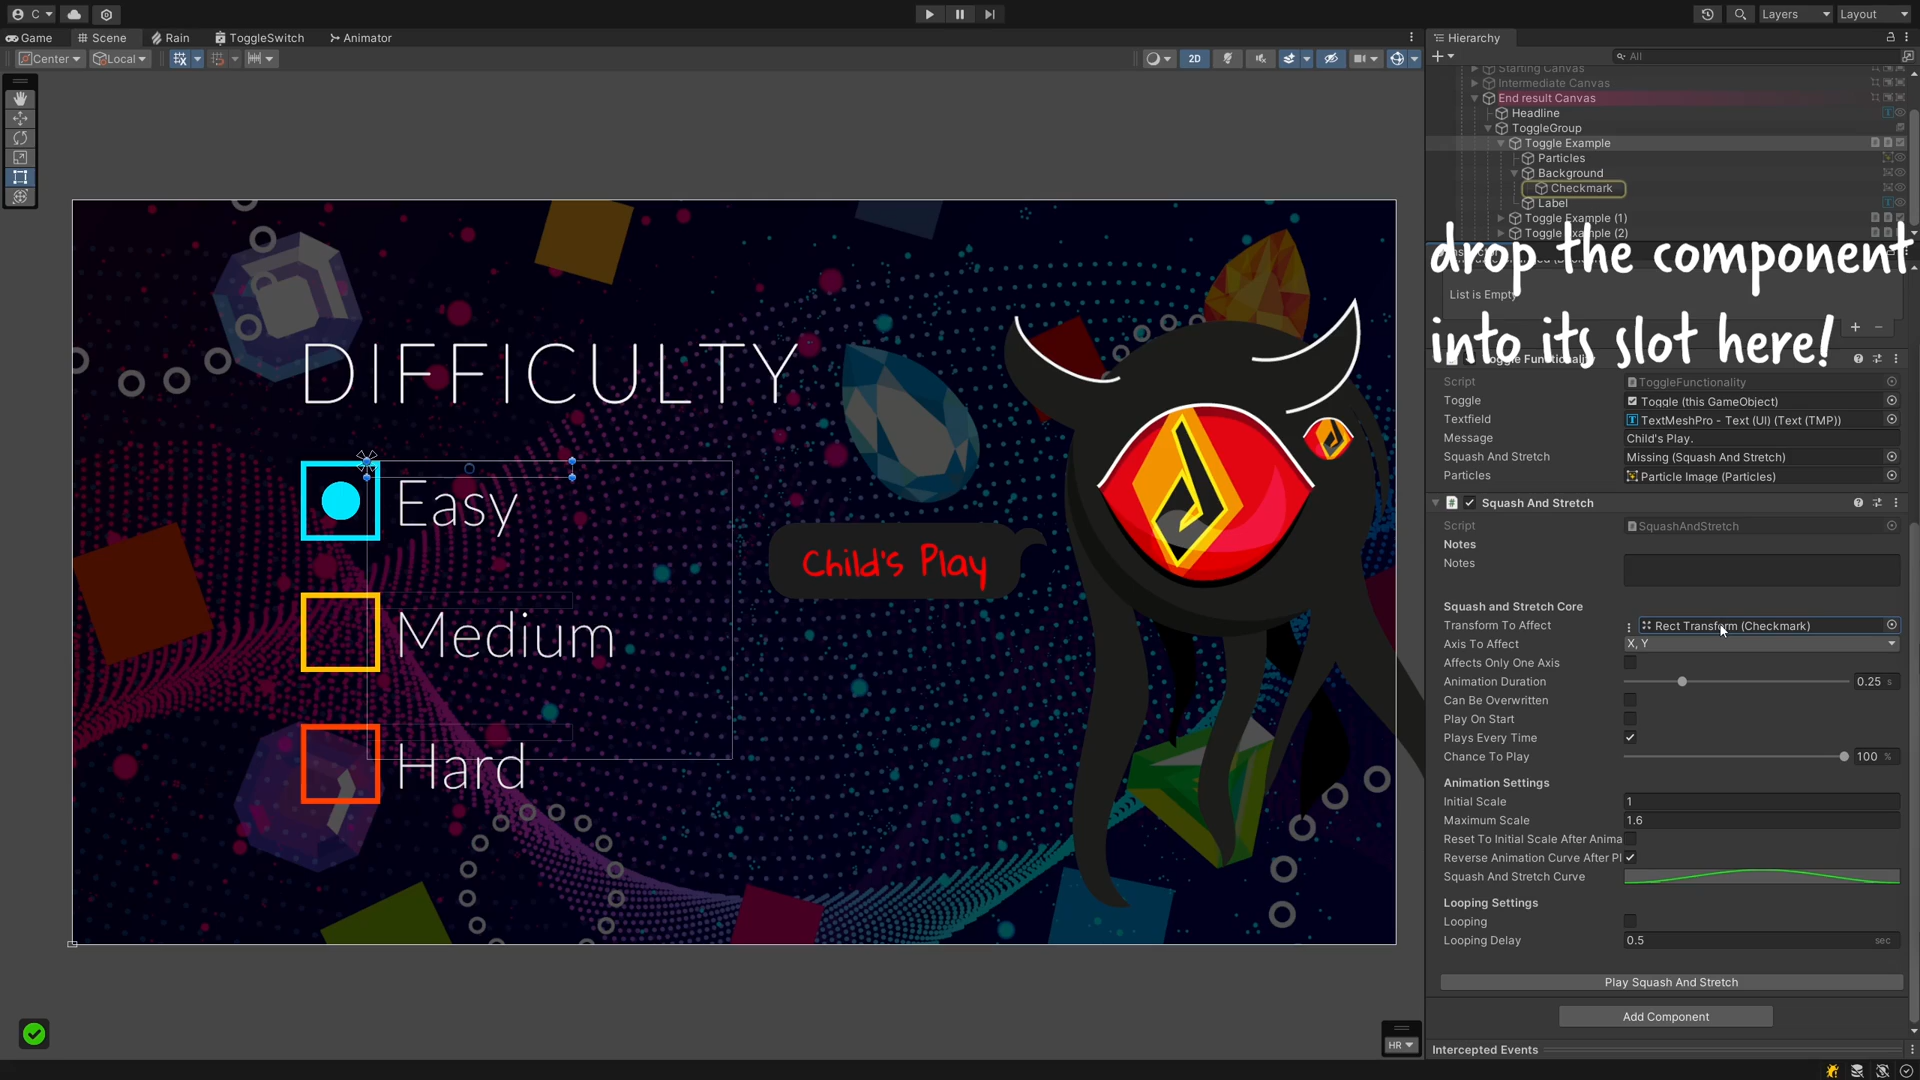 C
Layers
Layout
Game
Scene
Rain
ToggleSwitch
Animator
Center
Local
2D
Hierarchy
All
Starting Canvas
Intermediate Canvas
End result Canvas
Headline
ToggleGroup
Toggle Example
Particles
Background
Checkmark
Label
Toggle Example (1)
Toggle Example (2)
drop the component
into its slot here!
List is Empty
Toggle Functionality
Script
ToggleFunctionality
Toggle
Toggle (this GameObject)
Textfield
TextMeshPro - Text (UI) (Text (TMP))
Message
Child's Play.
Squash And Stretch
Missing (Squash And Stretch)
Particles
Particle Image (Particles)
Squash And Stretch
Script
SquashAndStretch
Notes
Notes
Squash and Stretch Core
Transform To Affect
Rect Transform (Checkmark)
Axis To Affect
X, Y
Affects Only One Axis
Animation Duration
0.25 s
Can Be Overwritten
Play On Start
Plays Every Time
Chance To Play
100 %
Animation Settings
Initial Scale
1
Maximum Scale
1.6
Reset To Initial Scale After Anima
Reverse Animation Curve After Pl
Squash And Stretch Curve
Looping Settings
Looping
Looping Delay
0.5 sec
Play Squash And Stretch
Add Component
Intercepted Events
DIFFICULTY
Easy
Medium
Hard
Child's Play
HR